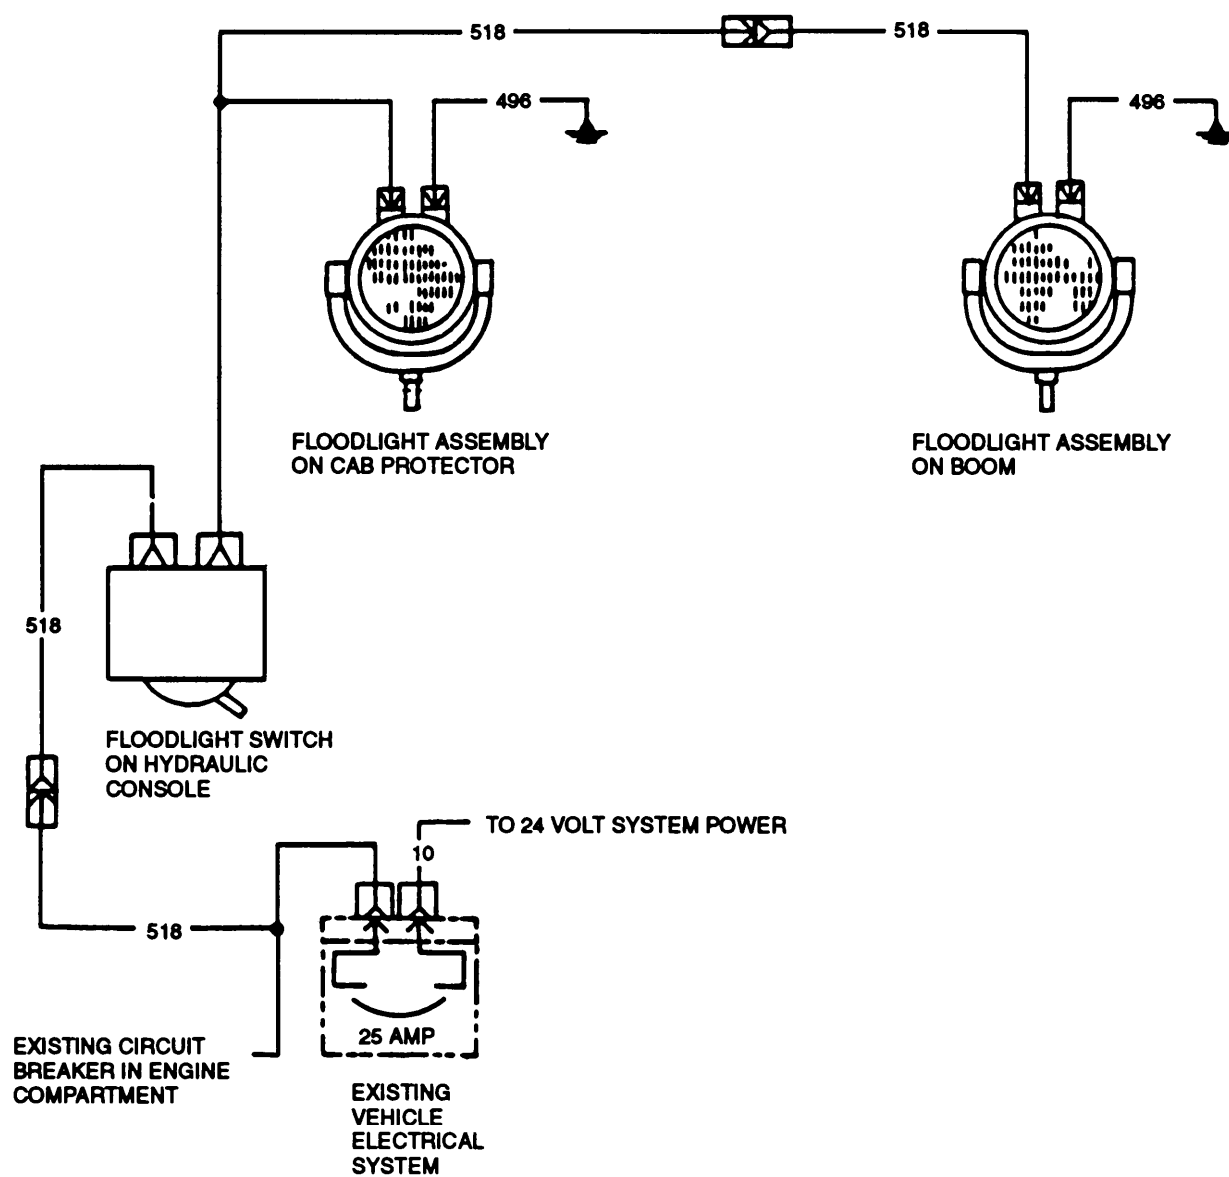 518
518
496
496
FLOODLIGHT ASSEMBLY
ON CAB PROTECTOR
FLOODLIGHT ASSEMBLY
ON BOOM
518
FLOODLIGHT SWITCH
ON HYDRAULIC
CONSOLE
TO 24 VOLT SYSTEM POWER
10
518
25 AMP
EXISTING CIRCUIT
BREAKER IN ENGINE
COMPARTMENT
EXISTING
VEHICLE
ELECTRICAL
SYSTEM